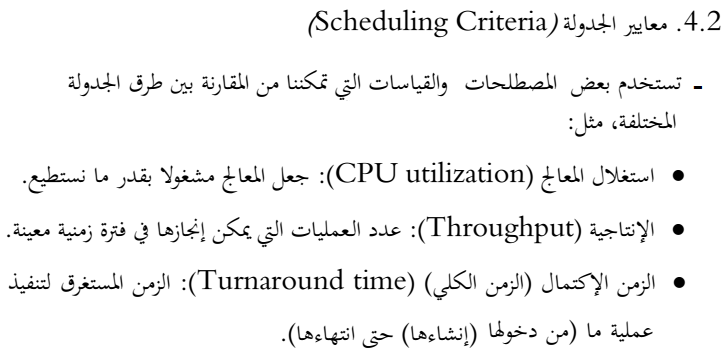 4.2. معايير الجدولة (Scheduling Criteria)
- تستخدم بعض المصطلحات والقياسات التي تمكننا من المقارنة بين طرق الجدولة
المختلفة، مثل:
• استغلال المعالج (CPU utilization): جعل المعالج مشغولا بقدر ما نستطيع.
• الإنتاجية (Throughput): عدد العمليات التي يمكن إنجازها في فترة زمنية معينة.
• الزمن الإكتمال (الزمن الكلي) (Turnaround time): الزمن المستغرق لتنفيذ
عملية ما (من دخولها (إنشاءها) حتى انتهاءها).